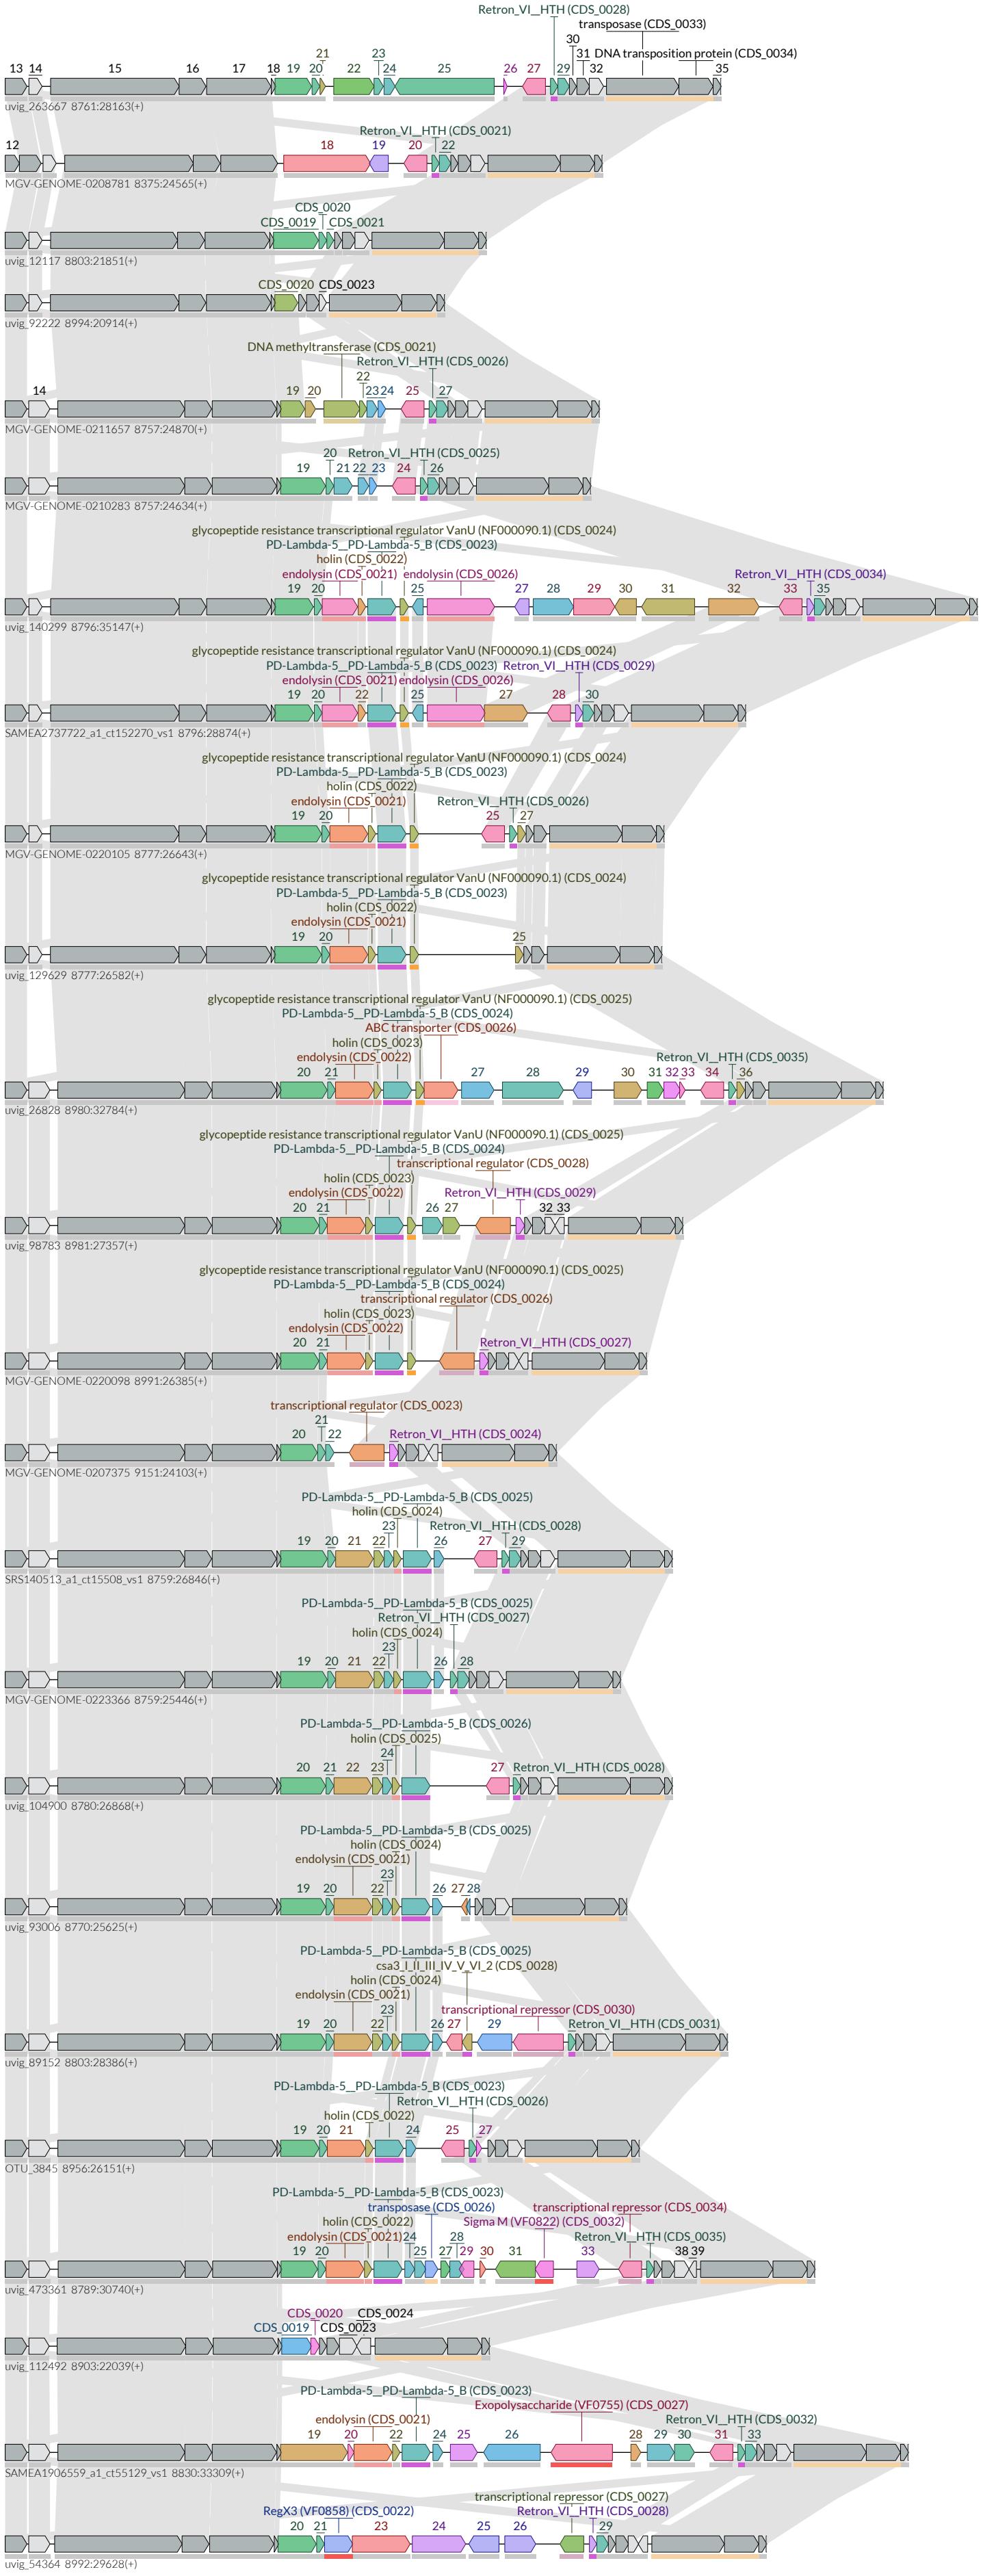 Retron_VI__HTH (CDS_0028)
transposase (CDS_0033)
30
21 23 31 DNA transposition protein (CDS_0034)
13 14 15 16 17 18 19 20 22 24 25 26 27 29 32 35
uvig_263667 8761:28163(+)
Retron_VI__HTH (CDS_0021)
12 18 19 20 22
MGV-GENOME-0208781 8375:24565(+)
CDS_0020
CDS_0019 CDS_0021
uvig_12117 8803:21851(+)
CDS_0020 CDS_0023
uvig_92222 8994:20914(+)
DNA methyltransferase (CDS_0021)
Retron_VI__HTH (CDS_0026)
22
14 19 20 23 24 25 27
MGV-GENOME-0211657 8757:24870(+)
20 Retron_VI__HTH (CDS_0025)
19 21 22 23 24 26
MGV-GENOME-0210283 8757:24634(+)
glycopeptide resistance transcriptional regulator VanU (NF000090.1) (CDS_0024)
PD-Lambda-5__PD-Lambda-5_B (CDS_0023)
holin (CDS_0022)
endolysin (CDS_0021) endolysin (CDS_0026) Retron_VI__HTH (CDS_0034)
19 20 25 27 28 29 30 31 32 33 35
uvig_140299 8796:35147(+)
glycopeptide resistance transcriptional regulator VanU (NF000090.1) (CDS_0024)
PD-Lambda-5__PD-Lambda-5_B (CDS_0023) Retron_VI__HTH (CDS_0029)
endolysin (CDS_0021) endolysin (CDS_0026)
19 20 22 25 27 28 30
SAMEA2737722_a1_ct152270_vs1 8796:28874(+)
glycopeptide resistance transcriptional regulator VanU (NF000090.1) (CDS_0024)
PD-Lambda-5__PD-Lambda-5_B (CDS_0023)
holin (CDS_0022)
endolysin (CDS_0021) Retron_VI__HTH (CDS_0026)
19 20 25 27
MGV-GENOME-0220105 8777:26643(+)
glycopeptide resistance transcriptional regulator VanU (NF000090.1) (CDS_0024)
PD-Lambda-5__PD-Lambda-5_B (CDS_0023)
holin (CDS_0022)
endolysin (CDS_0021)
19 20 25
uvig_129629 8777:26582(+)
glycopeptide resistance transcriptional regulator VanU (NF000090.1) (CDS_0025)
PD-Lambda-5__PD-Lambda-5_B (CDS_0024)
ABC transporter (CDS_0026)
holin (CDS_0023)
endolysin (CDS_0022) Retron_VI__HTH (CDS_0035)
20 21 27 28 29 30 31 32 33 34 36
uvig_26828 8980:32784(+)
glycopeptide resistance transcriptional regulator VanU (NF000090.1) (CDS_0025)
PD-Lambda-5__PD-Lambda-5_B (CDS_0024)
transcriptional regulator (CDS_0028)
holin (CDS_0023)
endolysin (CDS_0022) Retron_VI__HTH (CDS_0029)
20 21 26 27 32 33
uvig_98783 8981:27357(+)
glycopeptide resistance transcriptional regulator VanU (NF000090.1) (CDS_0025)
PD-Lambda-5__PD-Lambda-5_B (CDS_0024)
transcriptional regulator (CDS_0026)
holin (CDS_0023)
endolysin (CDS_0022)
20 21 Retron_VI__HTH (CDS_0027)
MGV-GENOME-0220098 8991:26385(+)
transcriptional regulator (CDS_0023)
21
20 22 Retron_VI__HTH (CDS_0024)
MGV-GENOME-0207375 9151:24103(+)
PD-Lambda-5__PD-Lambda-5_B (CDS_0025)
holin (CDS_0024)
23 Retron_VI__HTH (CDS_0028)
19 20 21 22 26 27 29
SRS140513_a1_ct15508_vs1 8759:26846(+)
PD-Lambda-5__PD-Lambda-5_B (CDS_0025)
Retron_VI__HTH (CDS_0027)
holin (CDS_0024)
23
19 20 21 22 26 28
MGV-GENOME-0223366 8759:25446(+)
PD-Lambda-5__PD-Lambda-5_B (CDS_0026)
holin (CDS_0025)
24
20 21 22 23 27 Retron_VI__HTH (CDS_0028)
uvig_104900 8780:26868(+)
PD-Lambda-5__PD-Lambda-5_B (CDS_0025)
holin (CDS_0024)
endolysin (CDS_0021)
23
19 20 22 26 27 28
uvig_93006 8770:25625(+)
PD-Lambda-5__PD-Lambda-5_B (CDS_0025)
csa3_I_II_III_IV_V_VI_2 (CDS_0028)
holin (CDS_0024)
endolysin (CDS_0021)
23 transcriptional repressor (CDS_0030)
19 20 22 26 27 29 Retron_VI__HTH (CDS_0031)
uvig_89152 8803:28386(+)
PD-Lambda-5__PD-Lambda-5_B (CDS_0023)
Retron_VI__HTH (CDS_0026)
holin (CDS_0022)
19 20 21 24 25 27
OTU_3845 8956:26151(+)
PD-Lambda-5__PD-Lambda-5_B (CDS_0023)
transposase (CDS_0026) transcriptional repressor (CDS_0034)
holin (CDS_0022) Sigma M (VF0822) (CDS_0032)
endolysin (CDS_0021) 24 28 Retron_VI__HTH (CDS_0035)
19 20 25 27 29 30 31 33 38 39
uvig_473361 8789:30740(+)
CDS_0020 CDS_0024
CDS_0019 CDS_0023
uvig_112492 8903:22039(+)
PD-Lambda-5__PD-Lambda-5_B (CDS_0023)
Exopolysaccharide (VF0755) (CDS_0027)
endolysin (CDS_0021) Retron_VI__HTH (CDS_0032)
19 20 22 24 25 26 28 29 30 31 33
SAMEA1906559_a1_ct55129_vs1 8830:33309(+)
transcriptional repressor (CDS_0027)
RegX3 (VF0858) (CDS_0022) Retron_VI__HTH (CDS_0028)
20 21 23 24 25 26 29
uvig_54364 8992:29628(+)